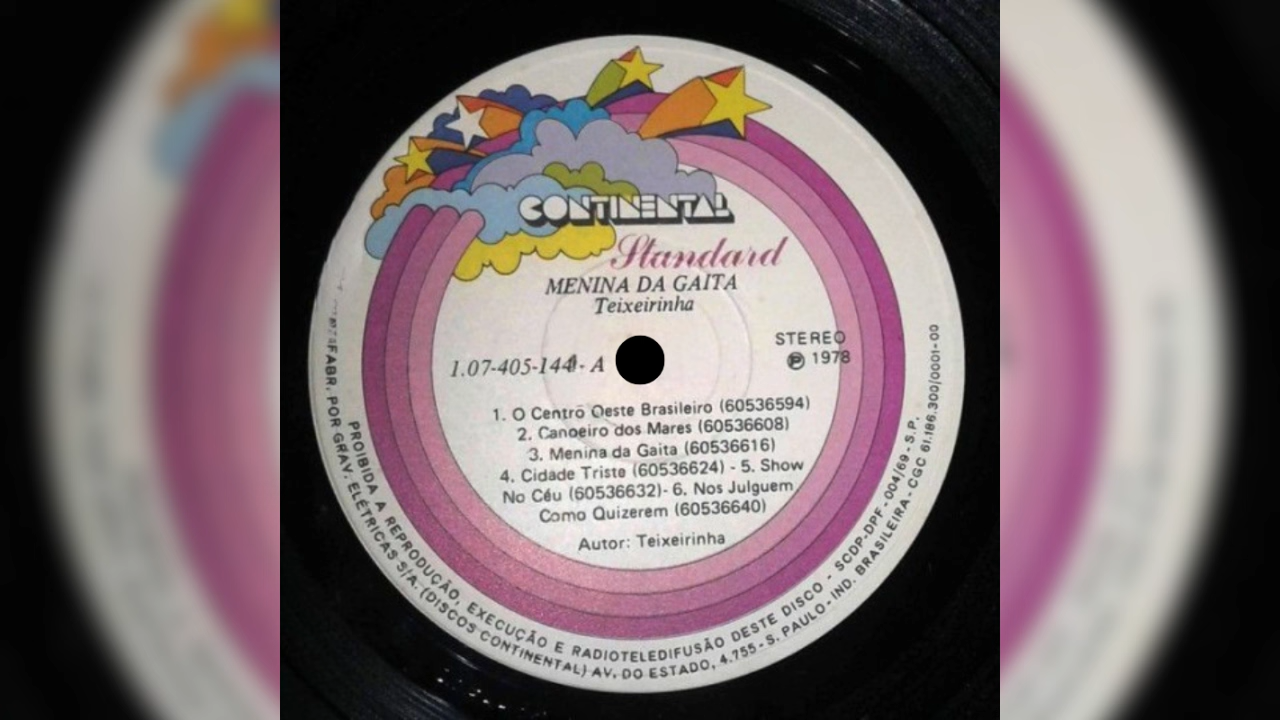 CONTINENTAL
Standard
MENINA DA GAITA
Teixeirinha
STEREO
Ⓟ 1978
1.07-405-144 - A
1. O Centro Oeste Brasileiro (60536594)
2. Canoeiro dos Mares (60536608)
3. Menina da Gaita (60536616)
4. Cidade Triste (60536624) - 5. Show
No Céu (60536632)- 6. Nos Julguem
Como Quizerem (60536640)
Autor: Teixeirinha
PROIBIDA A REPRODUÇÃO, EXECUÇÃO E RADIOTELEDIFUSÃO DESTE DISCO - SCDP-DPF - 004/69 - S.P.
FABR. POR GRAV. ELÉTRICAS S/A. (DISCOS CONTINENTAL) AV. DO ESTADO, 4.755 - S. PAULO - IND. BRASILEIRA - CGC 61.186.300/0001-00